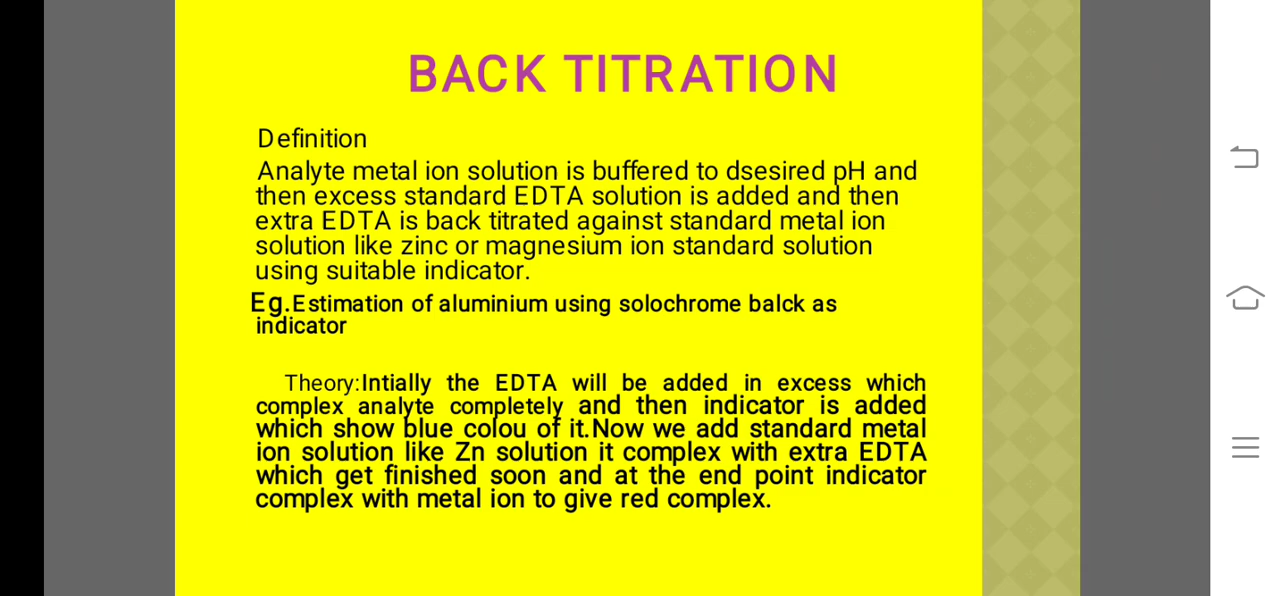 BACK TITRATION
Definition
Analyte metal ion solution is buffered to dsesired pH and
then excess standard EDTA solution is added and then
extra EDTA is back titrated against standard metal ion
solution like zinc or magnesium ion standard solution
using suitable indicator.
Eg.Estimation of aluminium using solochrome balck as
indicator
Theory:Intially the EDTA will be added in excess which
complex analyte completely and then indicator is added
which show blue colou of it.Now we add standard metal
ion solution like Zn solution it complex with extra EDTA
which get finished soon and at the end point indicator
complex with metal ion to give red complex.